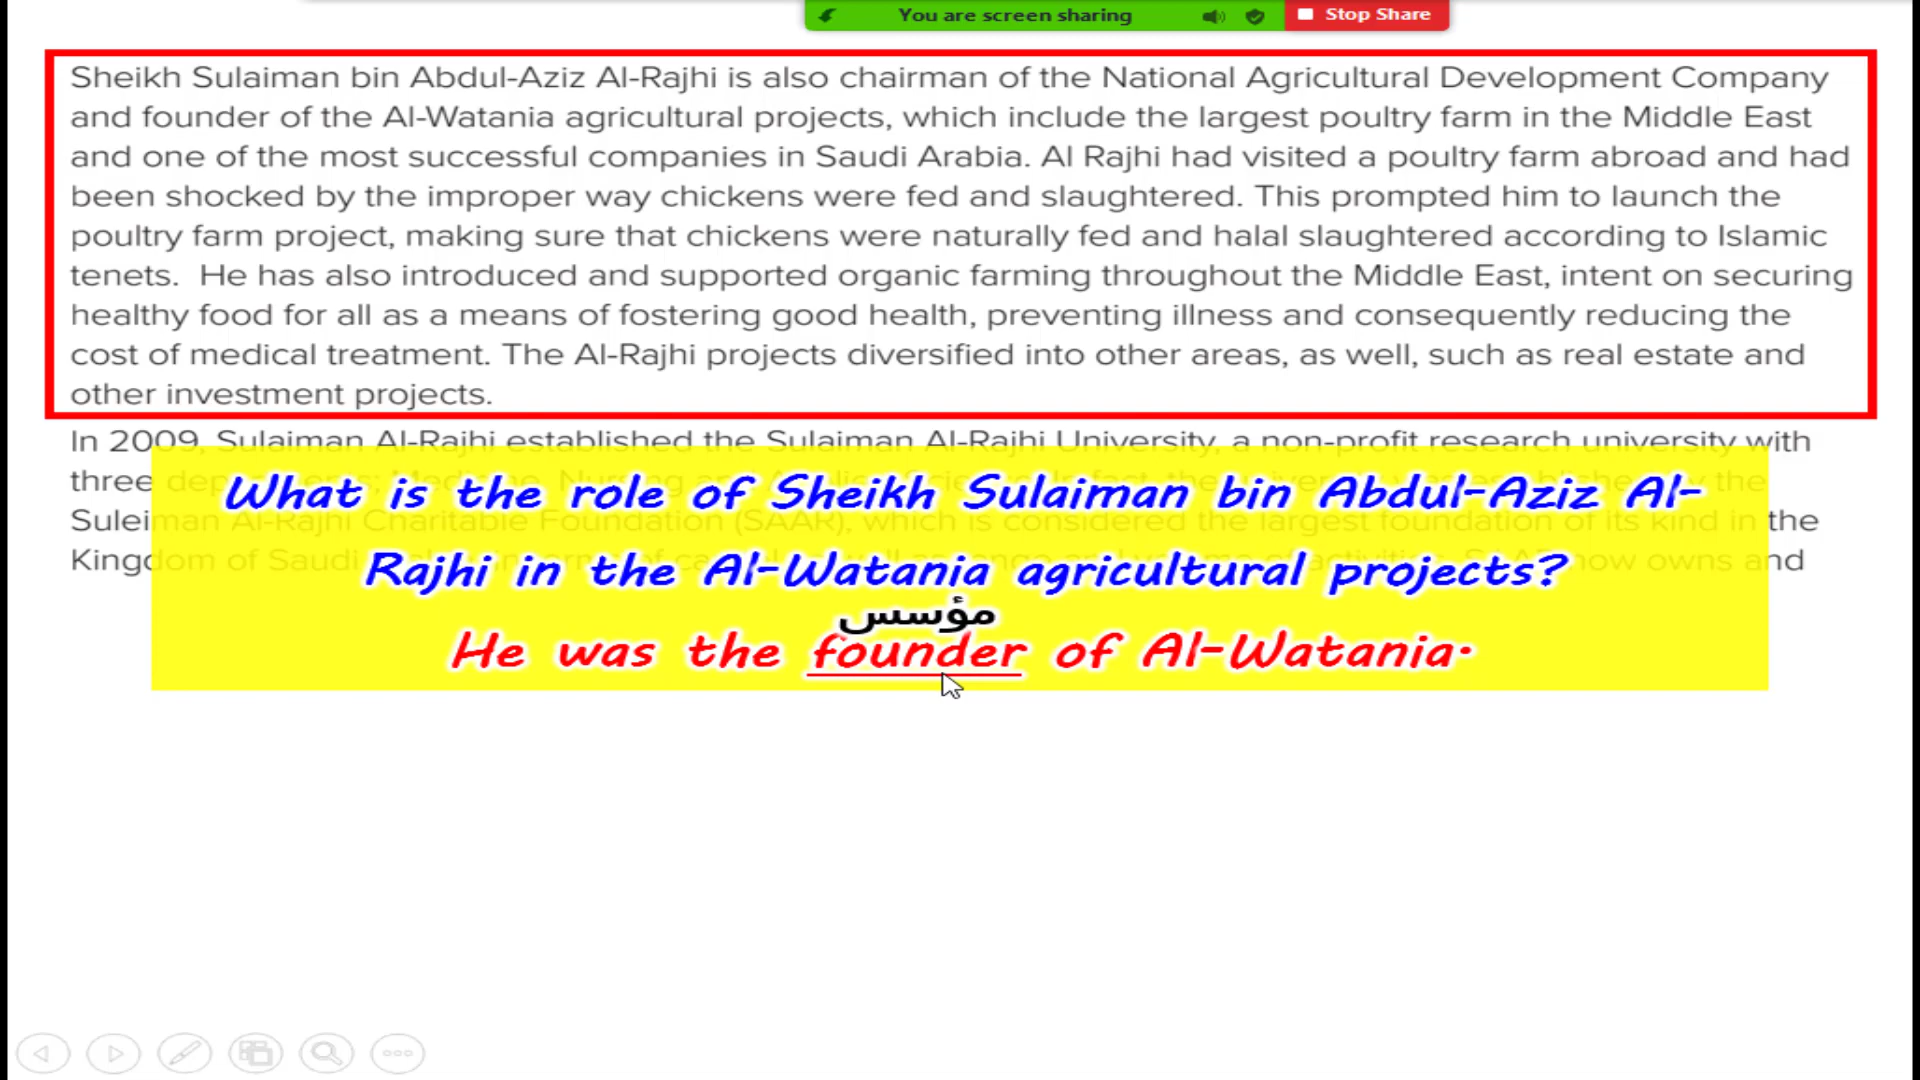 You are screen sharing
Stop Share
Sheikh Sulaiman bin Abdul-Aziz Al-Rajhi is also chairman of the National Agricultural Development Company
and founder of the Al-Watania agricultural projects, which include the largest poultry farm in the Middle East
and one of the most successful companies in Saudi Arabia. Al Rajhi had visited a poultry farm abroad and had
been shocked by the improper way chickens were fed and slaughtered. This prompted him to launch the
poultry farm project, making sure that chickens were naturally fed and halal slaughtered according to Islamic
tenets. He has also introduced and supported organic farming throughout the Middle East, intent on securing
healthy food for all as a means of fostering good health, preventing illness and consequently reducing the
cost of medical treatment. The Al-Rajhi projects diversified into other areas, as well, such as real estate and
other investment projects.
In 2009, Sulaiman Al-Rajhi established the Sulaiman Al-Rajhi University, a non-profit research university with
three the
Suleiman Al-Rajhi Charitable Foundation (SAAR), which is considered the largest foundation of its kind in the
Kingdom of Saudi now owns and
What is the role of Sheikh Sulaiman bin Abdul-Aziz Al-
Rajhi in the Al-Watania agricultural projects?
مؤسس
He was the founder of Al-Watania.